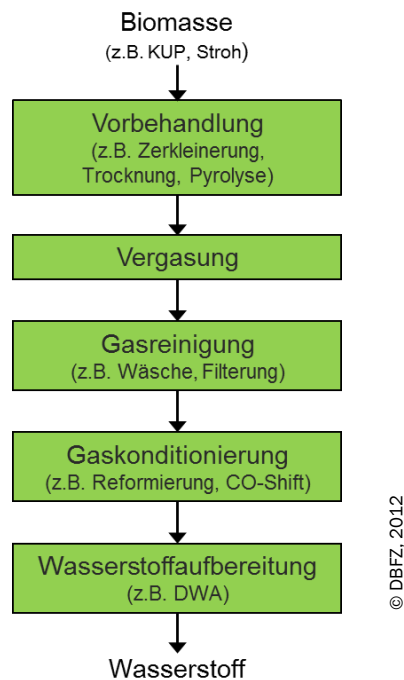 Biomasse
(z.B. KUP, Stroh)
Vorbehandlung
(z.B. Zerkleinerung,
Trocknung, Pyrolyse)
Vergasung
Gasreinigung
(z.B. Wäsche, Filterung)
Gaskonditionierung
(z.B. Reformierung, CO-Shift)
Wasserstoffaufbereitung
(z.B. DWA)
Wasserstoff
© DBFZ, 2012